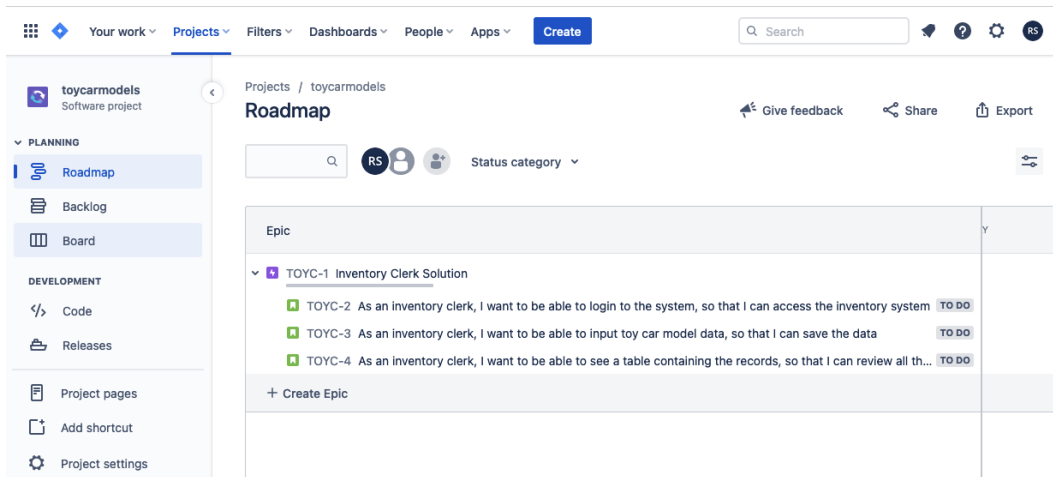 Your work Projects Filters Dashboards People Apps Create Search RS
toycarmodels
Software project
PLANNING
Roadmap
Backlog
Board
DEVELOPMENT
Code
Releases
Project pages
Add shortcut
Project settings
Projects / toycarmodels
Roadmap
Give feedback Share Export
RS Status category
Epic Y
TOYC-1 Inventory Clerk Solution
TOYC-2 As an inventory clerk, I want to be able to login to the system, so that I can access the inventory system TO DO
TOYC-3 As an inventory clerk, I want to be able to input toy car model data, so that I can save the data TO DO
TOYC-4 As an inventory clerk, I want to be able to see a table containing the records, so that I can review all th... TO DO
+ Create Epic